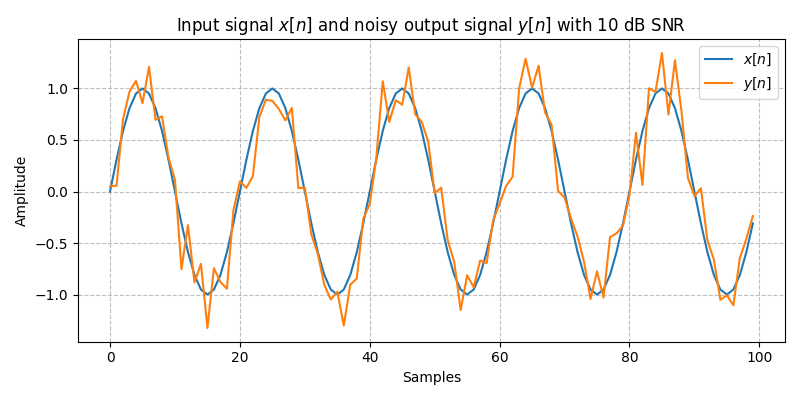 Input signal x[n] and noisy output signal y[n] with 10 dB SNR
x[n]
y[n]
Amplitude
1.0
0.5
0.0
−0.5
−1.0
0 20 40 60 80 100
Samples